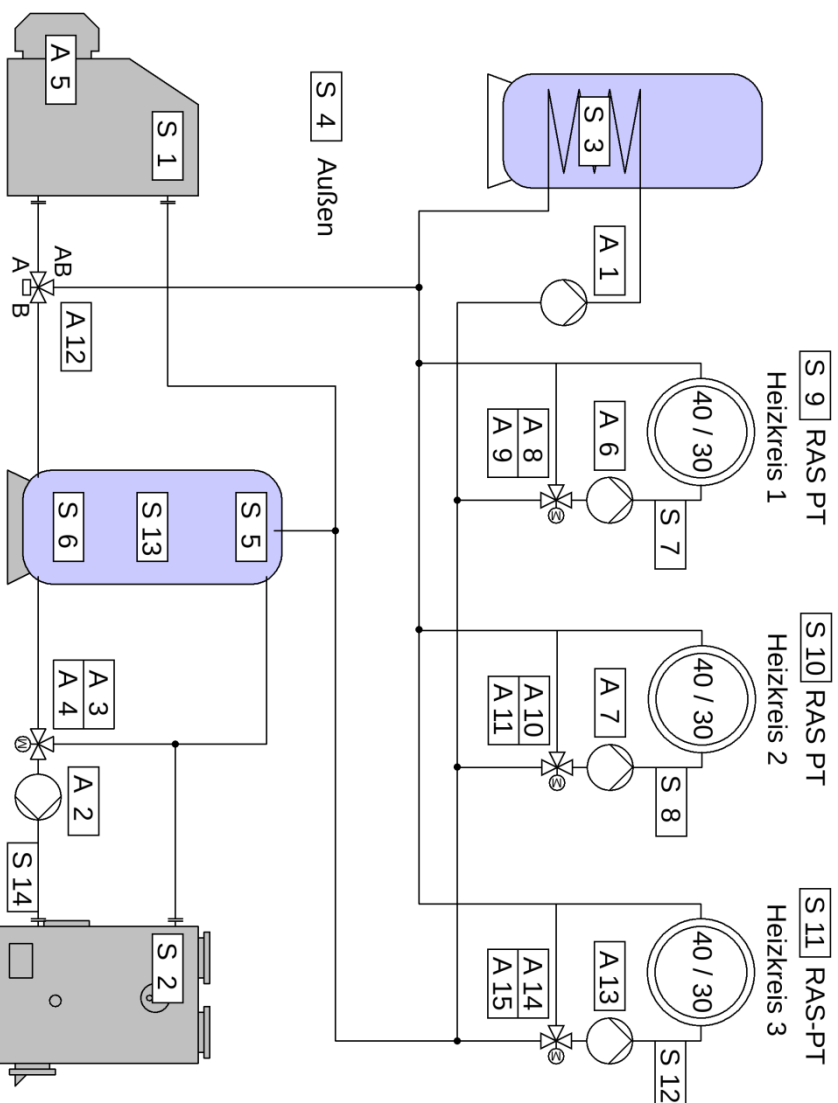 S 9 RAS PT
Heizkreis 1
S 10 RAS PT
Heizkreis 2
S 11 RAS-PT
Heizkreis 3
40 / 30
40 / 30
40 / 30
S 7
S 8
S 12
S 3
A 1
A 6
A 7
A 13
A 8
A 9
A 10
A 11
A 14
A 15
M
M
M
S 4 Außen
S 1
A 5
AB
A
B
A 12
S 5
S 13
S 6
A 3
A 4
M
A 2
S 14
S 2